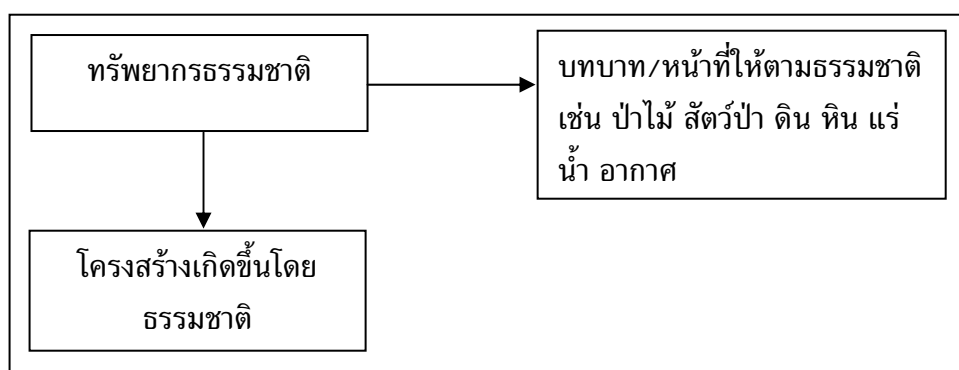 ทรัพยากรธรรมชาติ
บทบาท/หน้าที่ให้ตามธรรมชาติ
เช่น ป่าไม้ สัตว์ป่า ดิน หิน แร่
น้ำ อากาศ
โครงสร้างเกิดขึ้นโดย
ธรรมชาติ